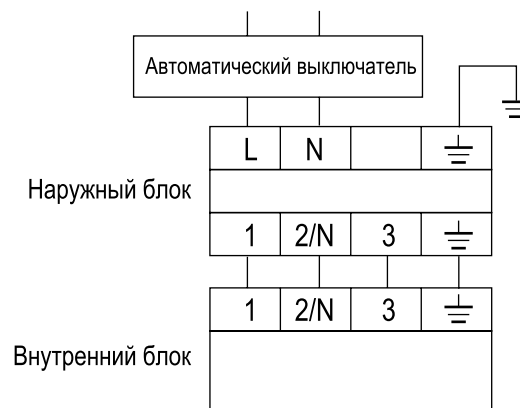 Автоматический выключатель
L N
Наружный блок
1 2/N 3
1 2/N 3
Внутренний блок